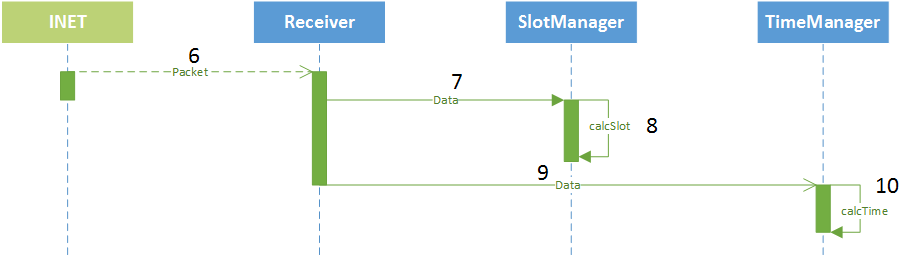 INET
Receiver
SlotManager
TimeManager
6
Packet
7
Data
calcSlot
8
9
Data
10
calcTime